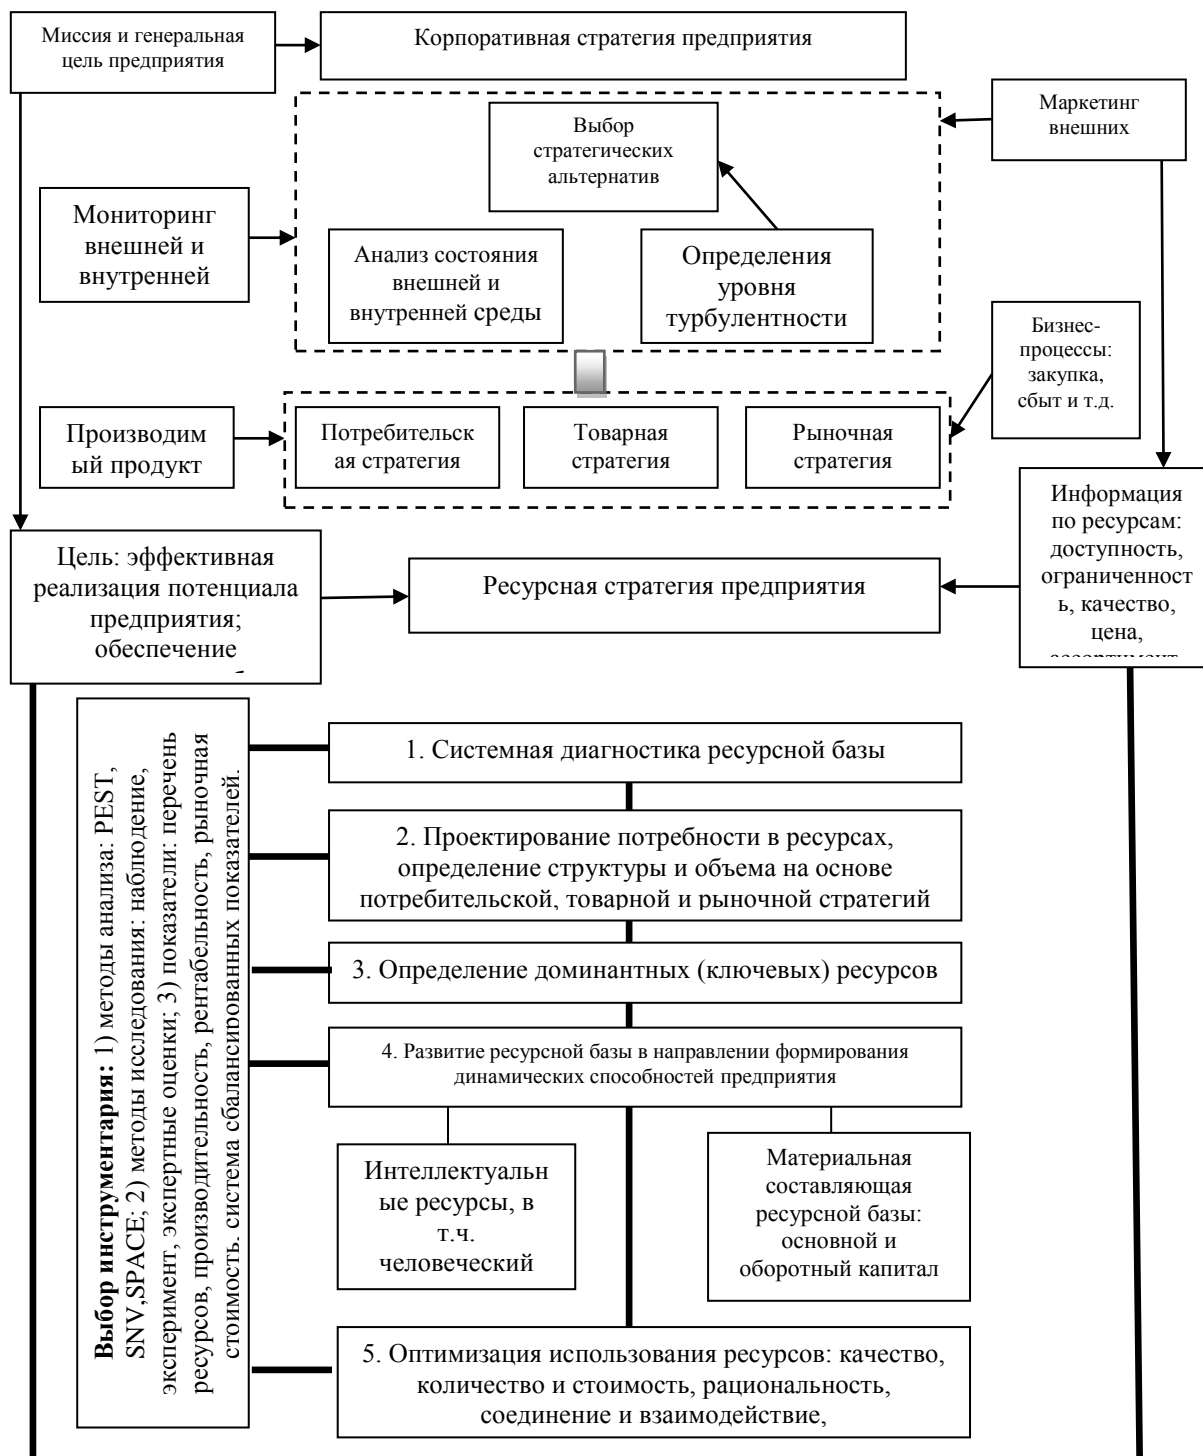 Миссия и генеральная
цель предприятия
Корпоративная стратегия предприятия
Маркетинг
внешних
Выбор
стратегических
альтернатив
Мониторинг
внешней и
внутренней
Анализ состояния
внешней и
внутренней среды
Определения
уровня
турбулентности
Бизнес-
процессы:
закупка,
сбыт и т.д.
Производим
ый продукт
Потребительск
ая стратегия
Товарная
стратегия
Рыночная
стратегия
Информация
по ресурсам:
доступность,
ограниченност
ь, качество,
цена,
ассортимент
Цель: эффективная
реализация потенциала
предприятия;
обеспечение
Ресурсная стратегия предприятия
Выбор инструментария: 1) методы анализа: PEST,
SNV,SPACE; 2) методы исследования: наблюдение,
эксперимент, экспертные оценки; 3) показатели: перечень
ресурсов, производительность, рентабельность, рыночная
стоимость. система сбалансированных показателей.
1. Системная диагностика ресурсной базы
2. Проектирование потребности в ресурсах,
определение структуры и объема на основе
потребительской, товарной и рыночной стратегий
3. Определение доминантных (ключевых) ресурсов
4. Развитие ресурсной базы в направлении формирования
динамических способностей предприятия
Интеллектуальн
ые ресурсы, в
т.ч.
человеческий
Материальная
составляющая
ресурсной базы:
основной и
оборотный капитал
5. Оптимизация использования ресурсов: качество,
количество и стоимость, рациональность,
соединение и взаимодействие,